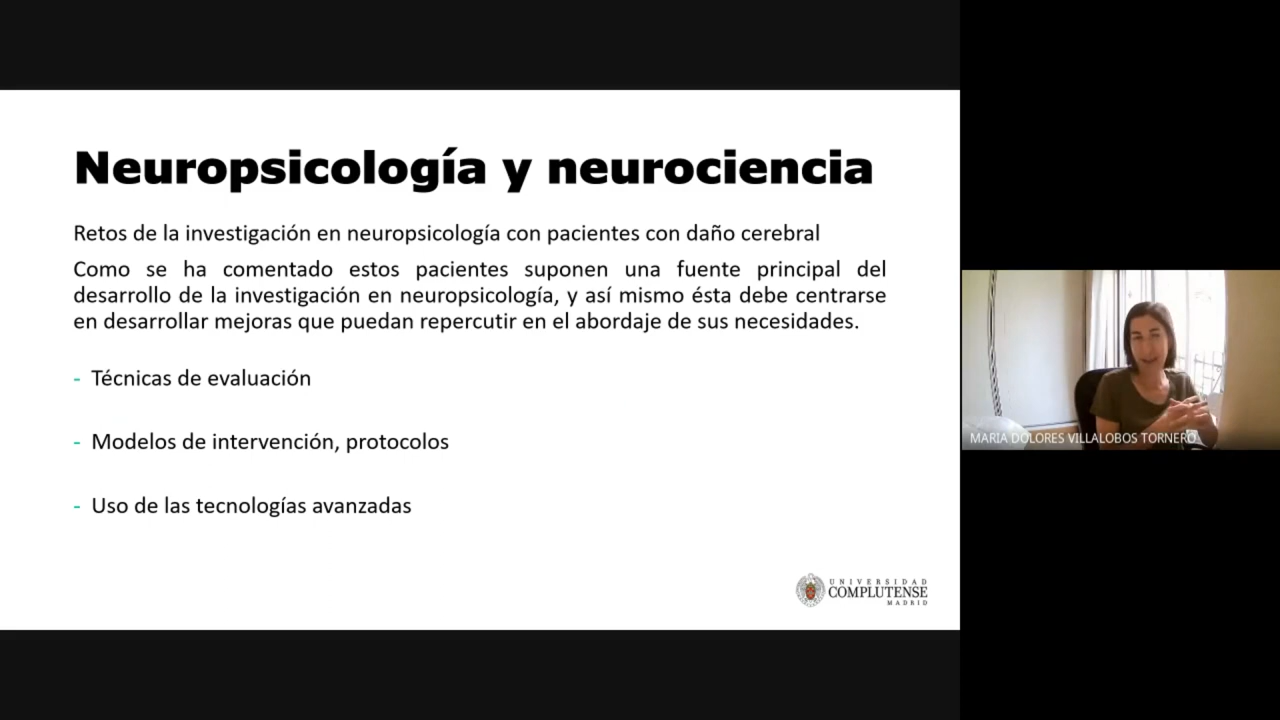 Neuropsicología y neurociencia
Retos de la investigación en neuropsicología con pacientes con daño cerebral
Como se ha comentado estos pacientes suponen una fuente principal del
desarrollo de la investigación en neuropsicología, y así mismo ésta debe centrarse
en desarrollar mejoras que puedan repercutir en el abordaje de sus necesidades.
- Técnicas de evaluación
- Modelos de intervención, protocolos
- Uso de las tecnologías avanzadas
UNIVERSIDAD
COMPLUTENSE
MADRID
MARIA DOLORES VILLALOBOS TORNERO